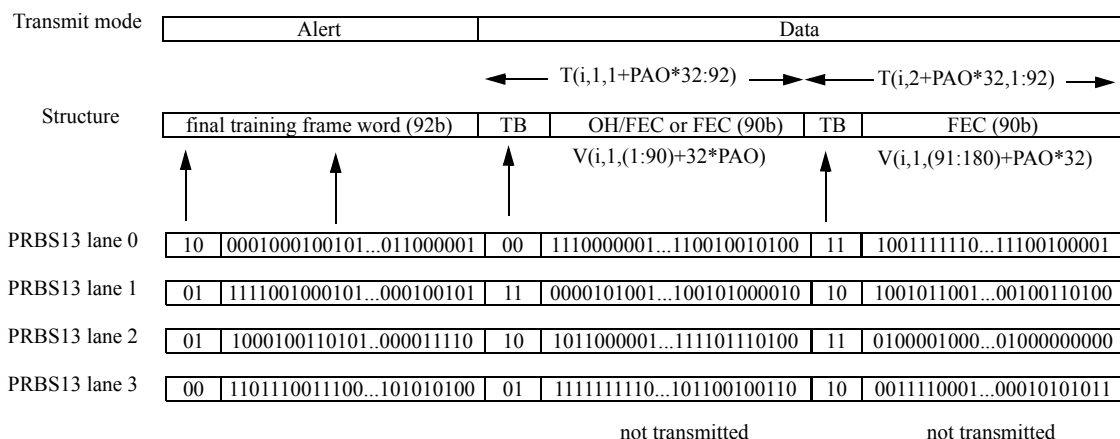 Transmit mode Alert Data
T(i,1,1+PAO*32:92) T(i,2+PAO*32,1:92)
Structure final training frame word (92b) TB OH/FEC or FEC (90b) TB FEC (90b)
V(i,1,(1:90)+32*PAO) V(i,1,(91:180)+PAO*32)
PRBS13 lane 0 10 0001000100101...011000001 00 1110000001...110010010100 11 1001111110...11100100001
PRBS13 lane 1 01 1111001000101...000100101 11 0000101001...100101000010 10 1001011001...00100110100
PRBS13 lane 2 01 1000100110101..000011110 10 1011000001...111101110100 11 0100001000...01000000000
PRBS13 lane 3 00 1101110011100...101010100 01 1111111110...101100100110 10 0011110001...00010101011
not transmitted not transmitted